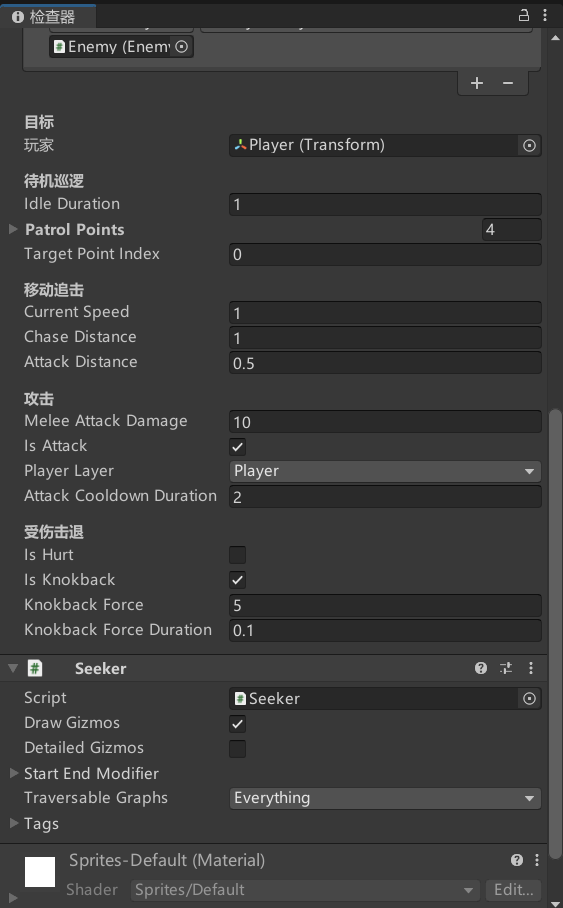 检查器
Enemy (Enemy
+ −
目标
玩家 Player (Transform)
待机巡逻
Idle Duration 1
Patrol Points 4
Target Point Index 0
移动追击
Current Speed 1
Chase Distance 1
Attack Distance 0.5
攻击
Melee Attack Damage 10
Is Attack
Player Layer Player
Attack Cooldown Duration 2
受伤击退
Is Hurt
Is Knokback
Knokback Force 5
Knokback Force Duration 0.1
# Seeker
Script Seeker
Draw Gizmos
Detailed Gizmos
Start End Modifier
Traversable Graphs Everything
Tags
Sprites-Default (Material)
Shader Sprites/Default Edit...